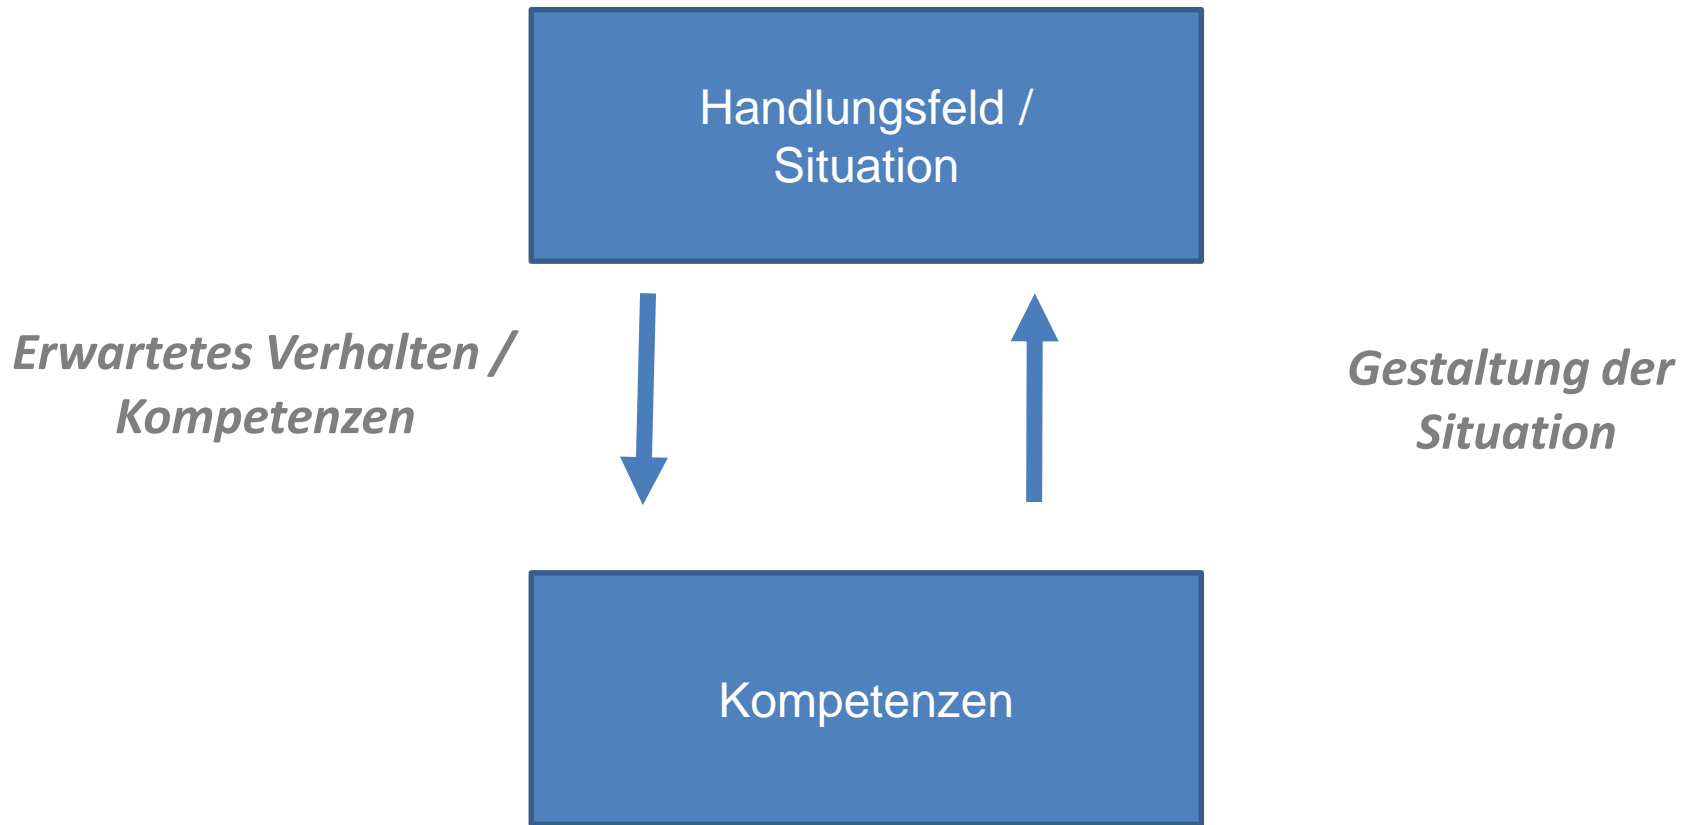 Handlungsfeld /
Situation
Erwartetes Verhalten /
Kompetenzen
Gestaltung der
Situation
Kompetenzen